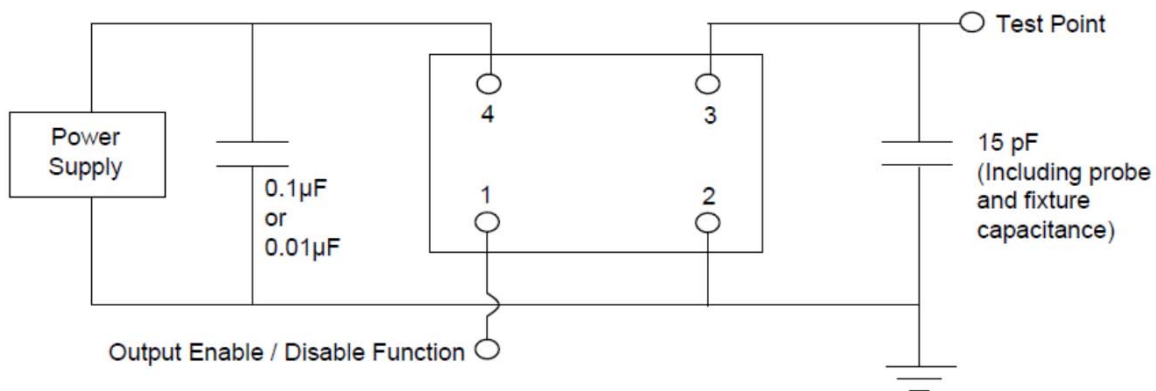 Test Point
4
3
Power
Supply
15 pF
(Including probe
and fixture
capacitance)
0.1µF
or
0.01µF
1
2
Output Enable / Disable Function